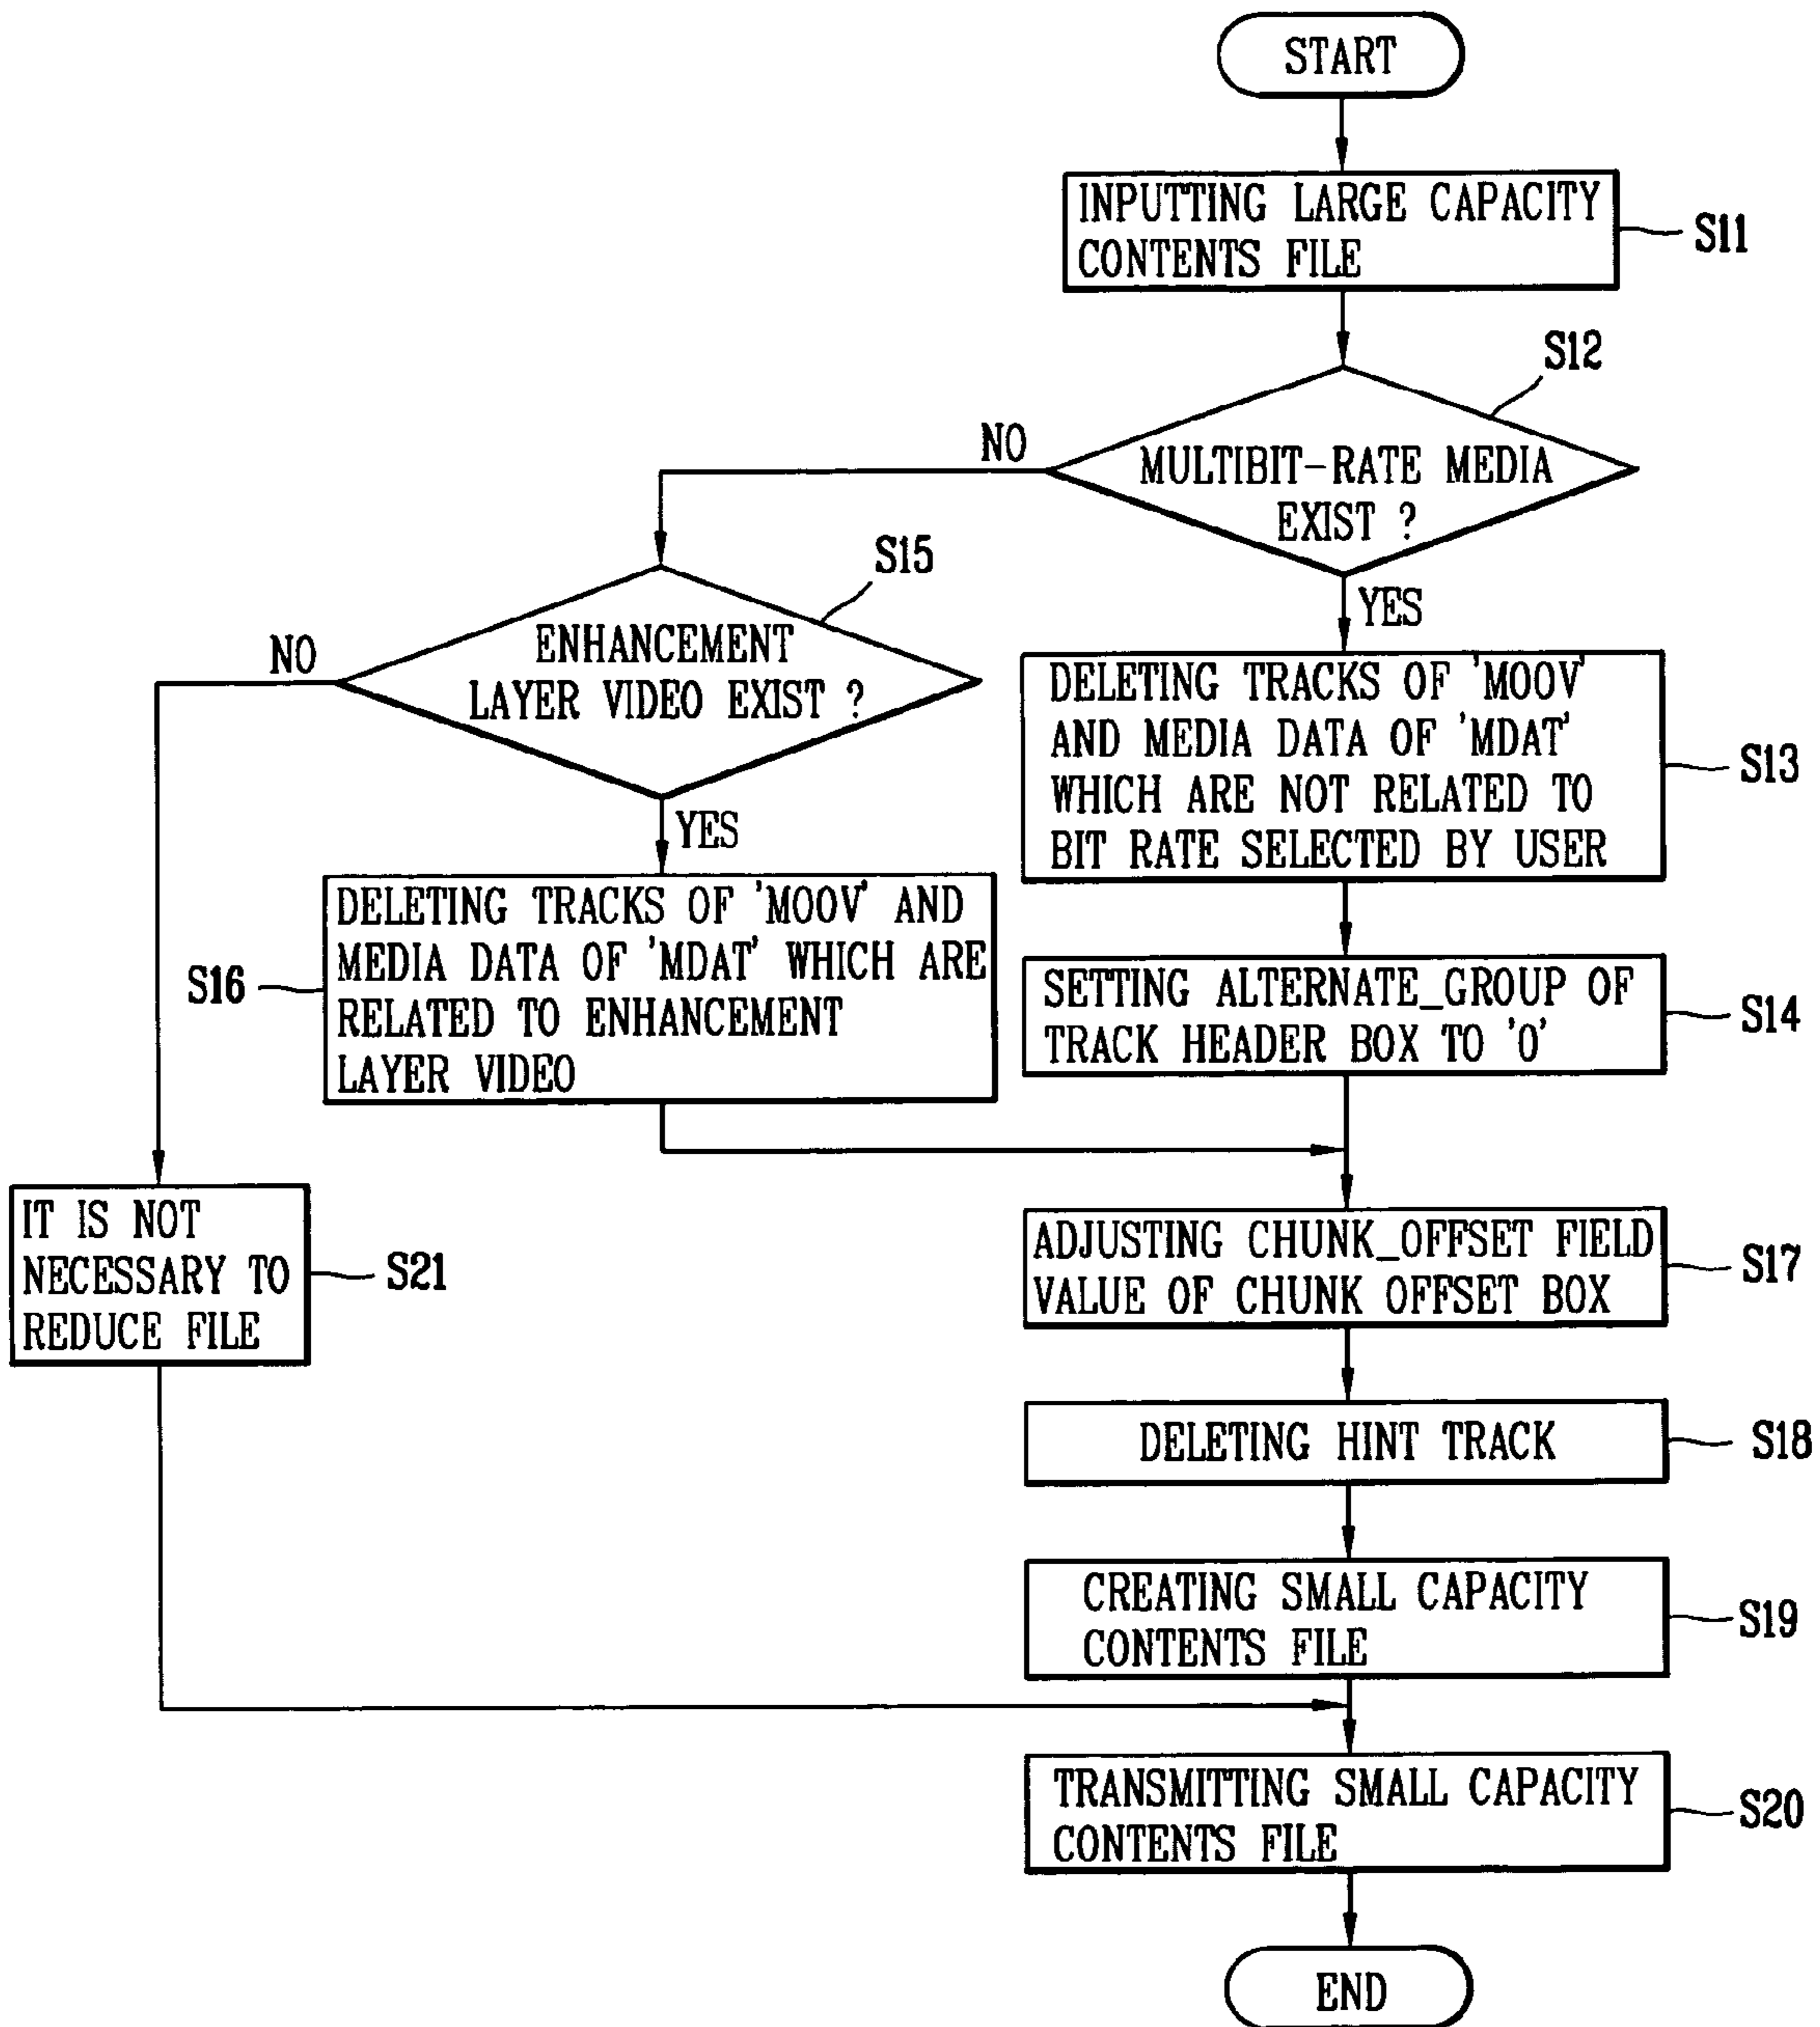 START
INPUTTING LARGE CAPACITY
CONTENTS FILE
S11
S12
MULTIBIT-RATE MEDIA
EXIST ?
NO
YES
S15
ENHANCEMENT
LAYER VIDEO EXIST ?
NO
YES
DELETING TRACKS OF 'MOOV'
AND MEDIA DATA OF 'MDAT'
WHICH ARE NOT RELATED TO
BIT RATE SELECTED BY USER
S13
DELETING TRACKS OF 'MOOV' AND
MEDIA DATA OF 'MDAT' WHICH ARE
RELATED TO ENHANCEMENT
LAYER VIDEO
S16
SETTING ALTERNATE_GROUP OF
TRACK HEADER BOX TO '0'
S14
IT IS NOT
NECESSARY TO
REDUCE FILE
S21
ADJUSTING CHUNK_OFFSET FIELD
VALUE OF CHUNK OFFSET BOX
S17
DELETING HINT TRACK
S18
CREATING SMALL CAPACITY
CONTENTS FILE
S19
TRANSMITTING SMALL CAPACITY
CONTENTS FILE
S20
END